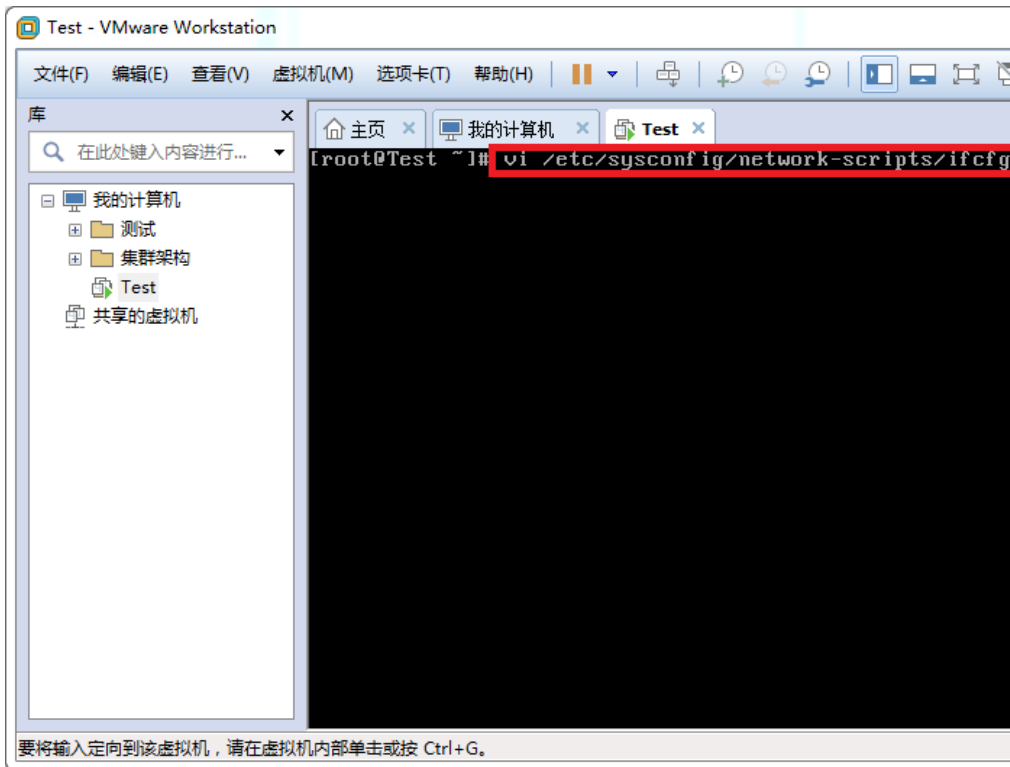 Test - VMware Workstation
文件(F) 编辑(E) 查看(V) 虚拟机(M) 选项卡(T) 帮助(H)
库
在此处键入内容进行...
我的计算机
测试
集群架构
Test
共享的虚拟机
主页 我的计算机 Test
[root@Test ~]# vi /etc/sysconfig/network-scripts/ifcfg
要将输入定向到该虚拟机，请在虚拟机内部单击或按 Ctrl+G。